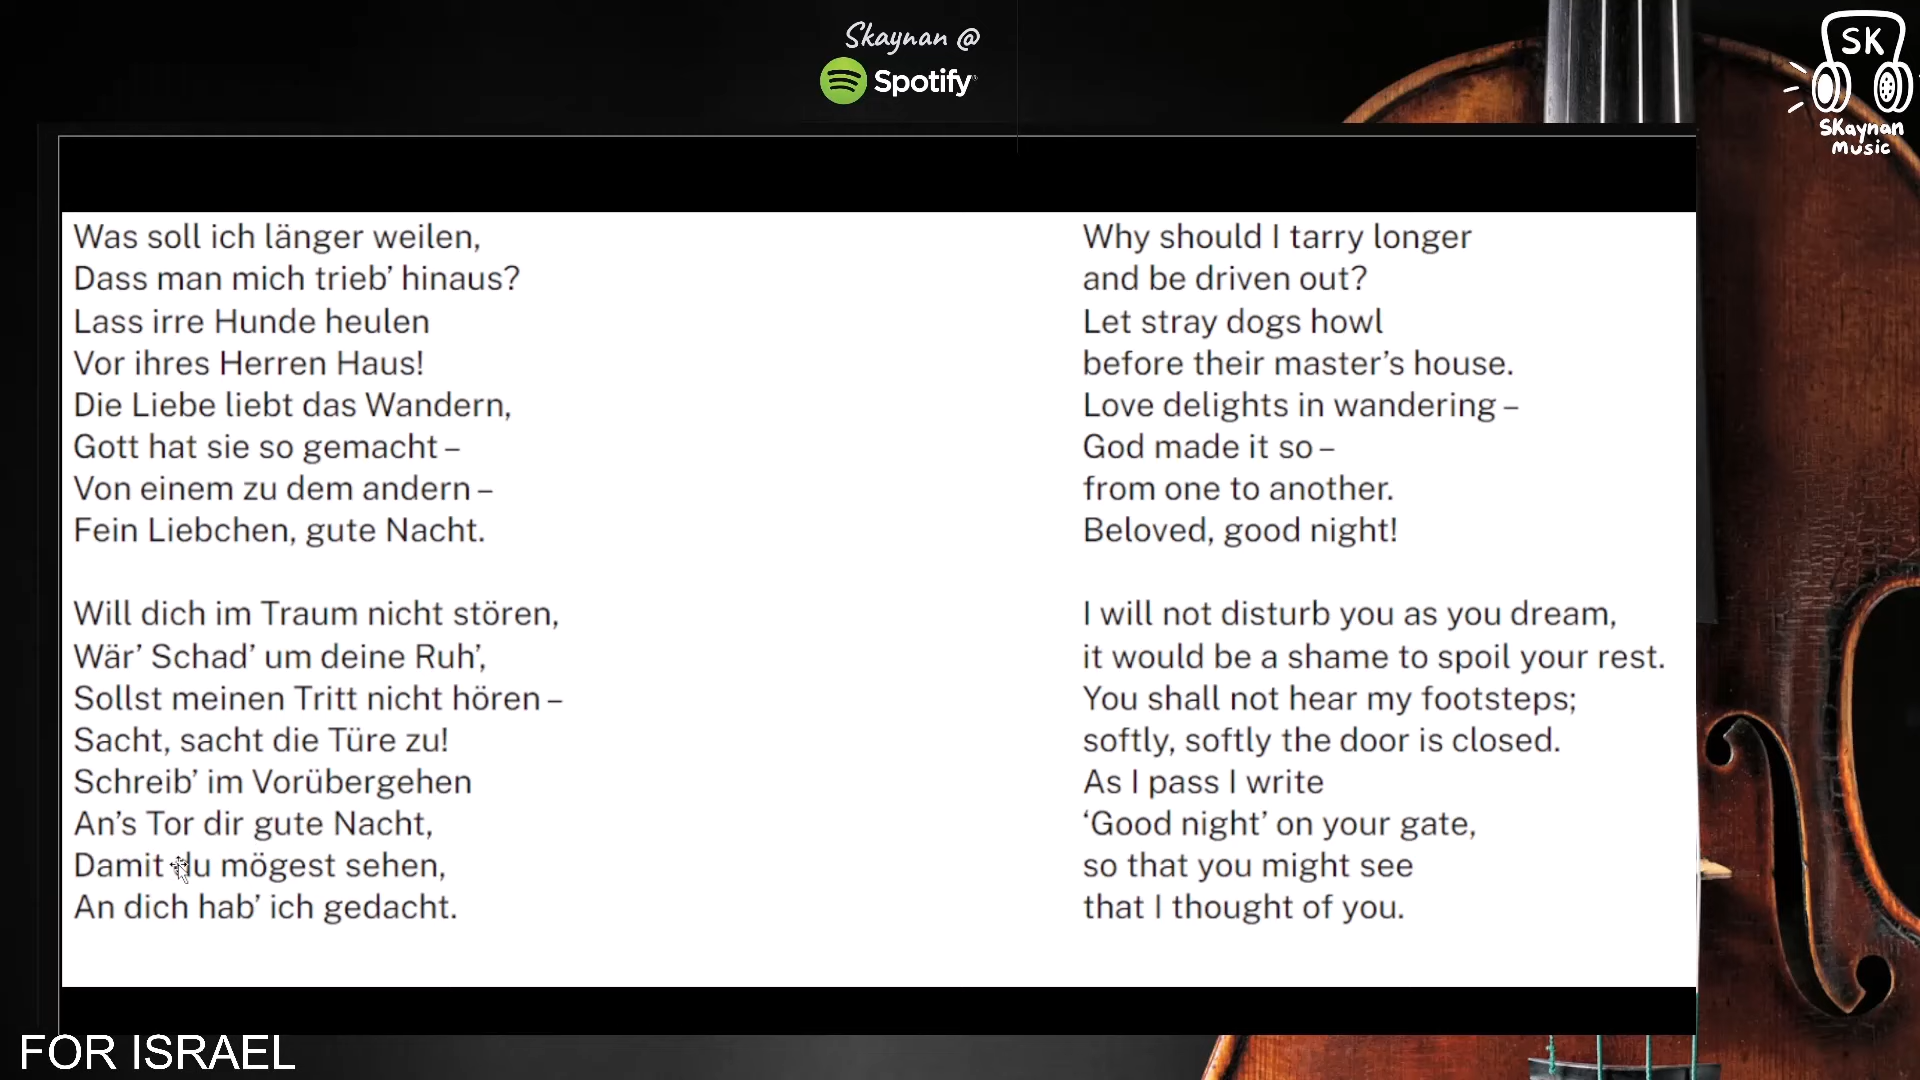 Skaynan @
Spotify
SK
SKaynan
Music
Was soll ich länger weilen,
Dass man mich trieb’ hinaus?
Lass irre Hunde heulen
Vor ihres Herren Haus!
Die Liebe liebt das Wandern,
Gott hat sie so gemacht –
Von einem zu dem andern –
Fein Liebchen, gute Nacht.
Will dich im Traum nicht stören,
Wär’ Schad’ um deine Ruh’,
Sollst meinen Tritt nicht hören –
Sacht, sacht die Türe zu!
Schreib’ im Vorübergehen
An’s Tor dir gute Nacht,
Damit du mögest sehen,
An dich hab’ ich gedacht.
Why should I tarry longer
and be driven out?
Let stray dogs howl
before their master’s house.
Love delights in wandering –
God made it so –
from one to another.
Beloved, good night!
I will not disturb you as you dream,
it would be a shame to spoil your rest.
You shall not hear my footsteps;
softly, softly the door is closed.
As I pass I write
‘Good night’ on your gate,
so that you might see
that I thought of you.
FOR ISRAEL